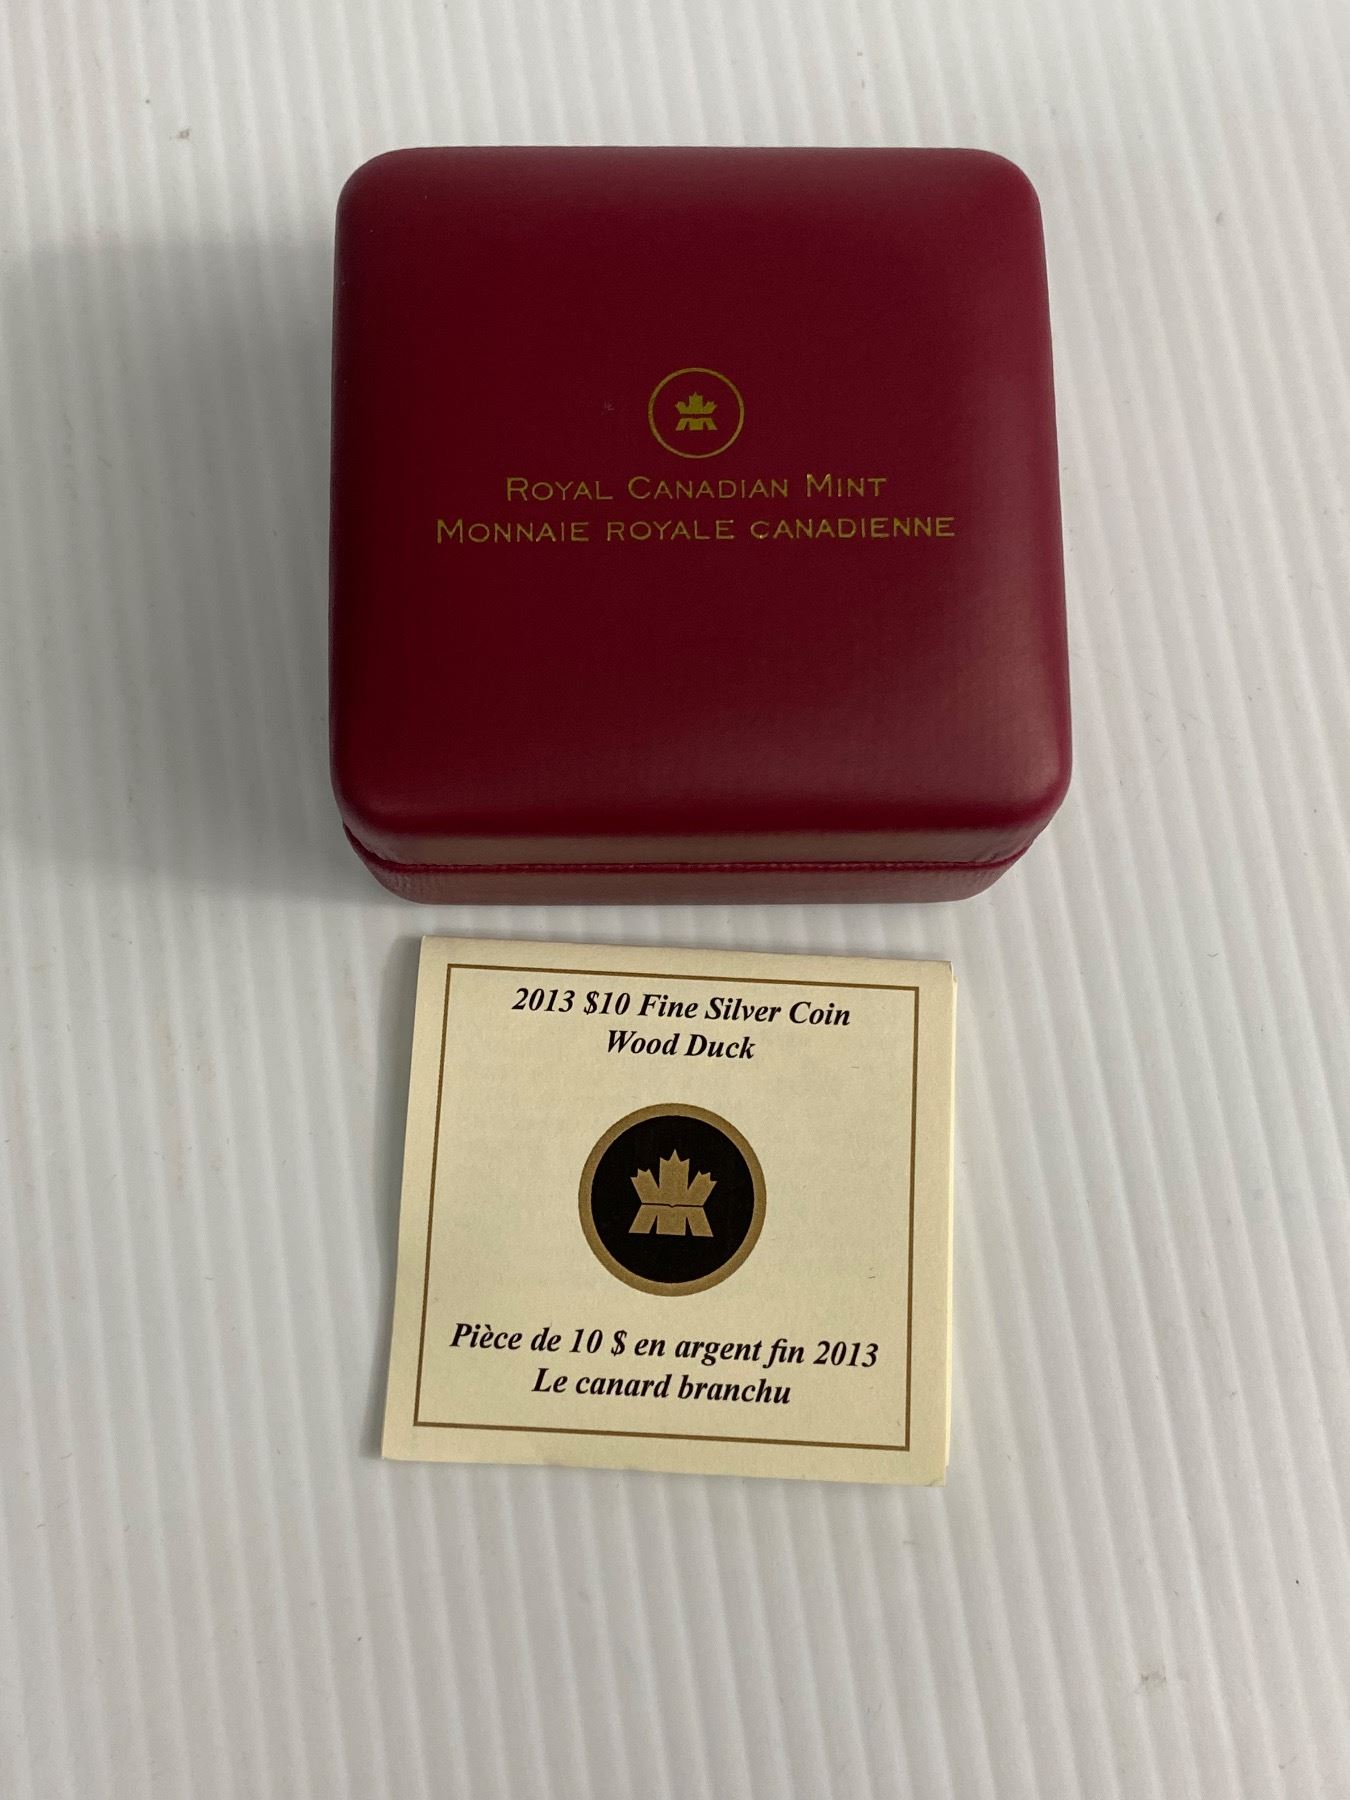 Royal Canadian Mint
Monnaie royale canadienne
2013 $10 Fine Silver Coin
Wood Duck
Pièce de 10 $ en argent fin 2013
Le canard branchu